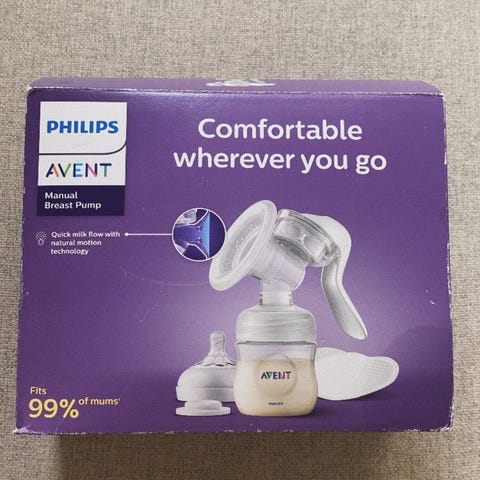 PHILIPS
AVENT
Manual
Breast Pump
Comfortable
wherever you go
Quick milk flow with
natural motion
technology
AVENT
PHILIPS
Fits
99% of mums¹